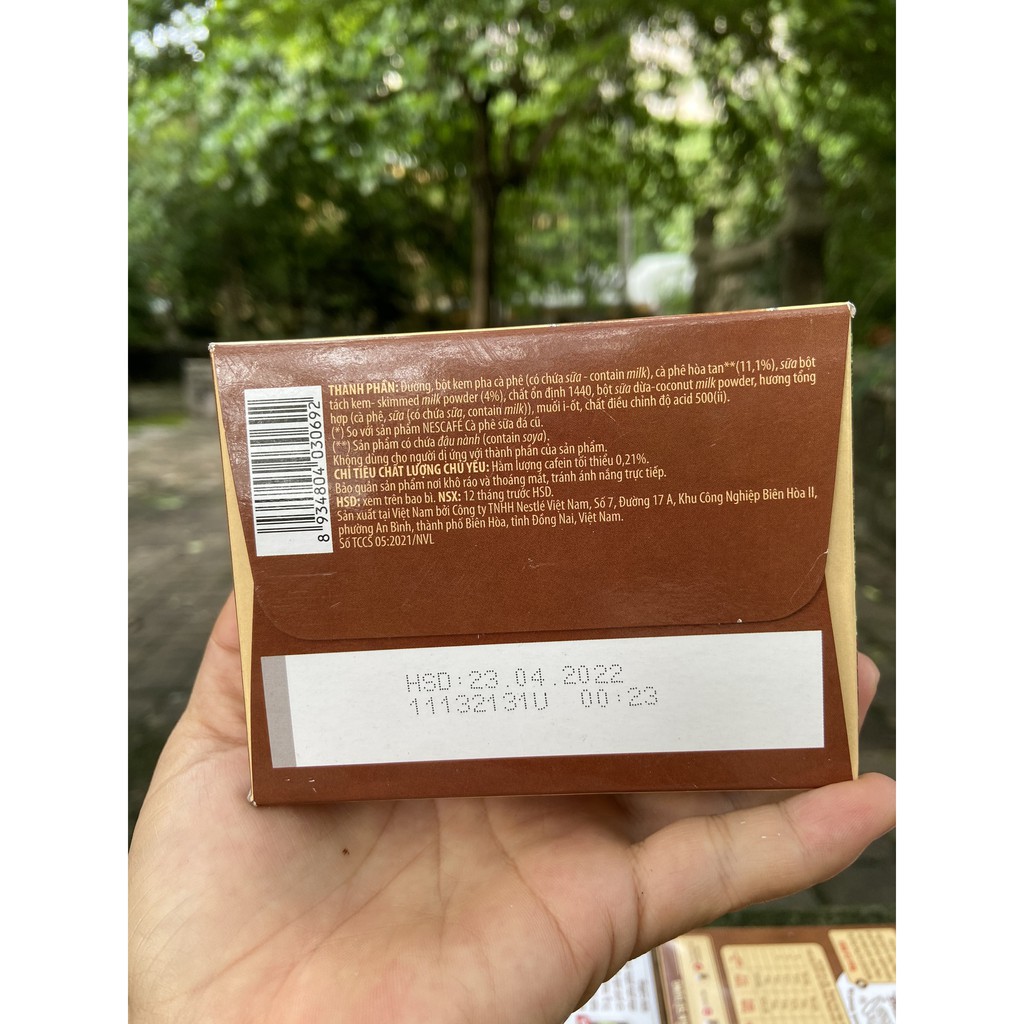 THÀNH PHẦN: Đường, bột kem pha cà phê (có chứa sữa - contain milk), cà phê hòa tan**(11,1%), sữa bột
tách kem- skimmed milk powder (4%), chất ổn định 1440, bột sữa dừa-coconut milk powder, hương tổng
hợp (cà phê, sữa (có chứa sữa, contain milk)), muối i-ốt, chất điều chỉnh độ acid 500(ii).
(*) So với sản phẩm NESCAFÉ Cà phê sữa đá cũ.
(**) Sản phẩm có chứa đậu nành (contain soya).
Không dùng cho người dị ứng với thành phần của sản phẩm.
CHỈ TIÊU CHẤT LƯỢNG CHỦ YẾU: Hàm lượng cafein tối thiểu 0,21%.
Bảo quản sản phẩm nơi khô ráo và thoáng mát, tránh ánh nắng trực tiếp.
HSD: xem trên bao bì. NSX: 12 tháng trước HSD.
Sản xuất tại Việt Nam bởi Công ty TNHH Nestlé Việt Nam, Số 7, Đường 17 A, Khu Công Nghiệp Biên Hòa II,
phường An Bình, thành phố Biên Hòa, tỉnh Đồng Nai, Việt Nam.
Số TCCS 05:2021/NVL
8 934804 030692
HSD:23.04.2022
11132131U 00:23